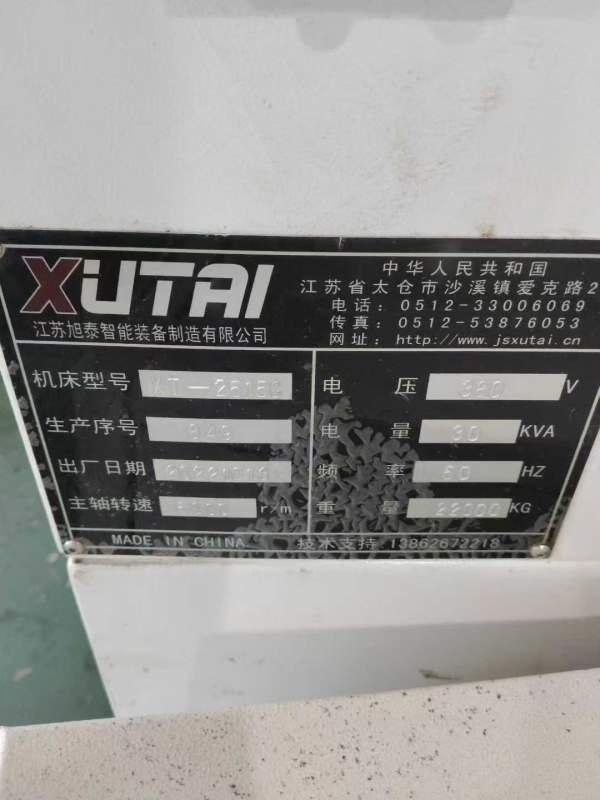 XUTAI
江苏旭泰智能装备制造有限公司
中华人民共和国
江苏省太仓市沙溪镇爱克路2
电话：0512-33006069
传真：0512-53876053
网址：http://www.jsxutai.cn
机床型号
电压 380 V
生产序号 849
电量 30 KVA
出厂日期
频率 50 HZ
主轴转速 r/m
重量 22000 KG
MADE IN CHINA
技术支持 13862672218